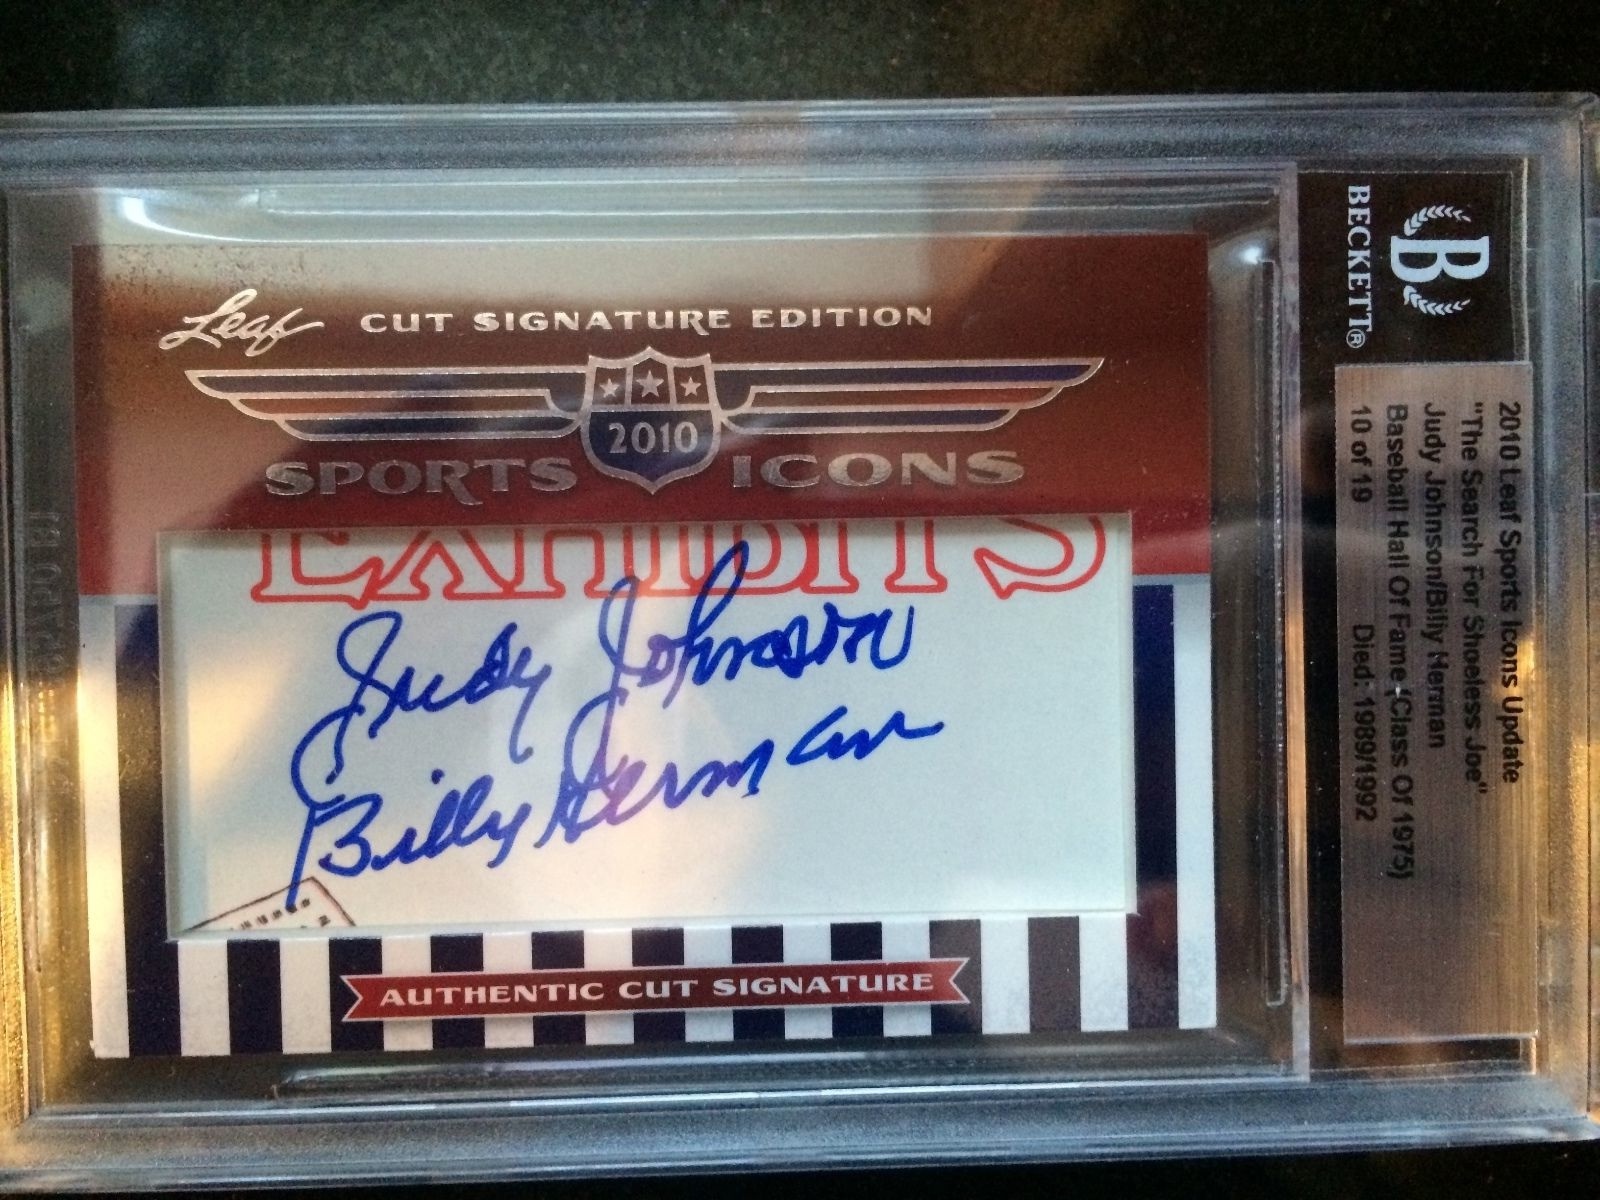 Leaf CUT SIGNATURE EDITION
2010
SPORTS ICONS
EXHIBITS
Judy Johnson
Billy Herman
AUTHENTIC CUT SIGNATURE
B
BECKETT®
2010 Leaf Sports Icons Update
"The Search For Shoeless Joe"
Judy Johnson/Billy Herman
Baseball Hall Of Fame -(Class Of 1975)
10 of 19 Died: 1989/1992